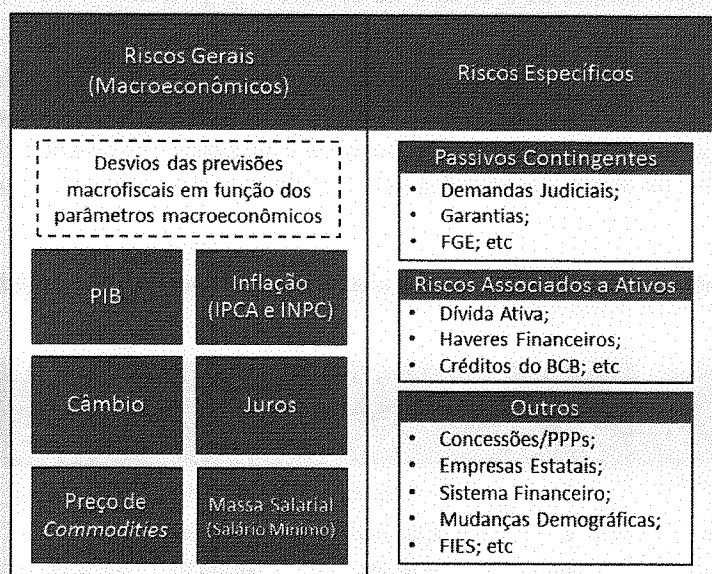 Riscos Gerais
(Macroeconômicos)
Desvios das previsões
macrofiscais em função dos
parâmetros macroeconômicos
PIB
Inflação
(IPCA e INPC)
Câmbio
Juros
Preço de
Commodities
Massa Salarial
(Salário Mínimo)
Riscos Específicos
Passivos Contingentes
• Demandas Judiciais;
• Garantias;
• FGE; etc
Riscos Associados a Ativos
• Dívida Ativa;
• Haveres Financeiros;
• Créditos do BCB; etc
Outros
• Concessões/PPPs;
• Empresas Estatais;
• Sistema Financeiro;
• Mudanças Demográficas;
• FIES; etc